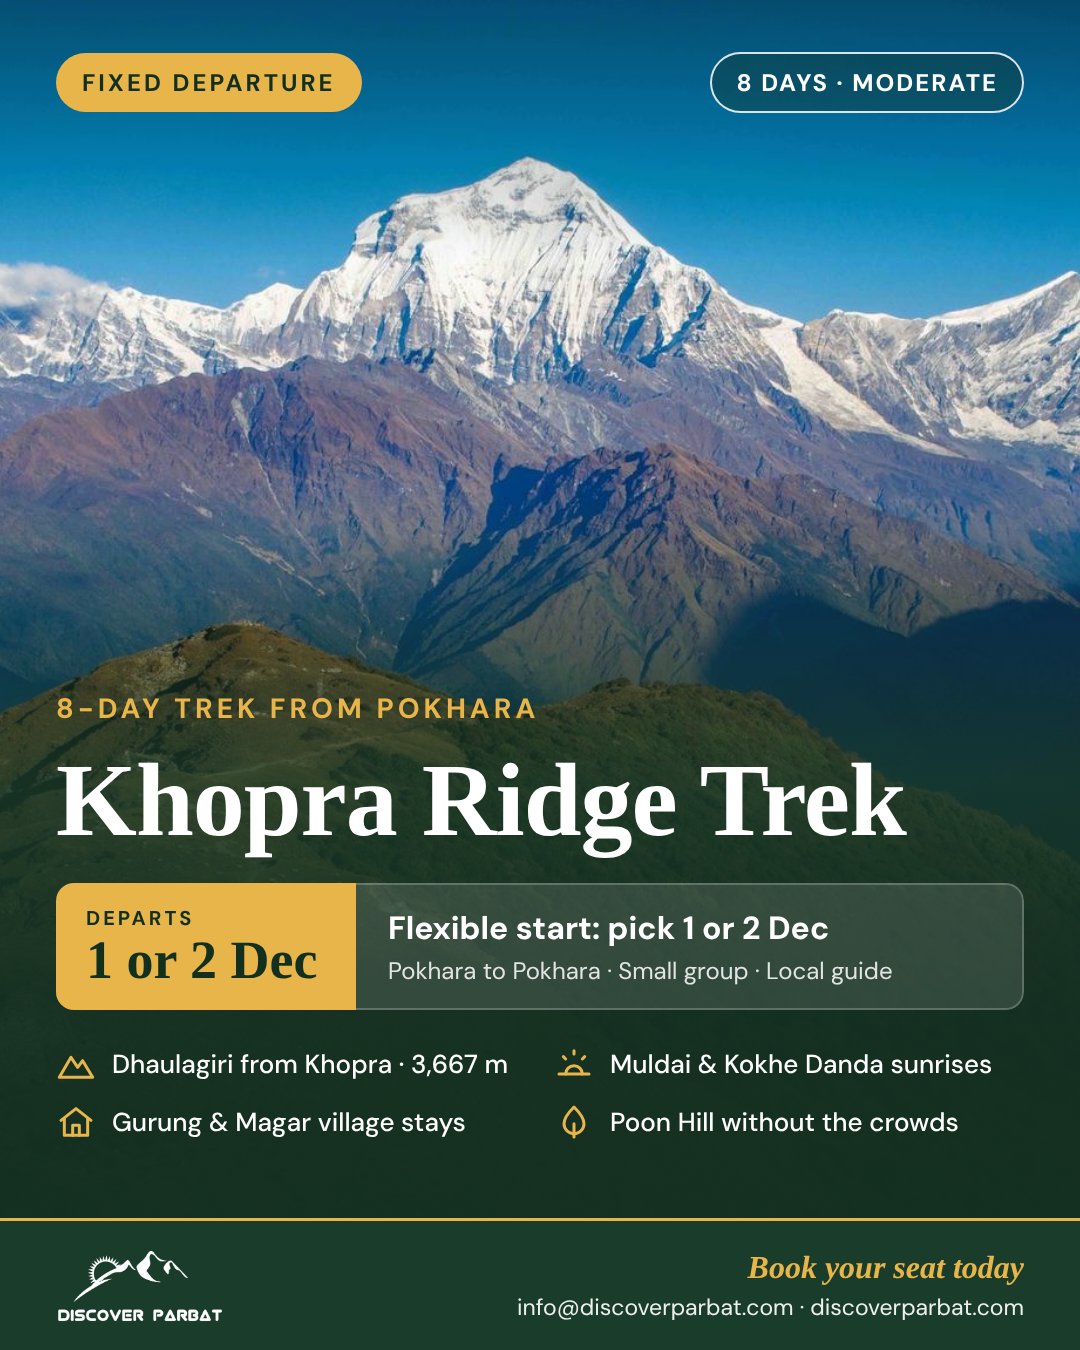 FIXED DEPARTURE
8 DAYS · MODERATE
8-DAY TREK FROM POKHARA
Khopra Ridge Trek
DEPARTS
1 or 2 Dec
Flexible start: pick 1 or 2 Dec
Pokhara to Pokhara · Small group · Local guide
Dhaulagiri from Khopra · 3,667 m
Muldai & Kokhe Danda sunrises
Gurung & Magar village stays
Poon Hill without the crowds
DISCOVER PARBAT
Book your seat today
info@discoverparbat.com · discoverparbat.com